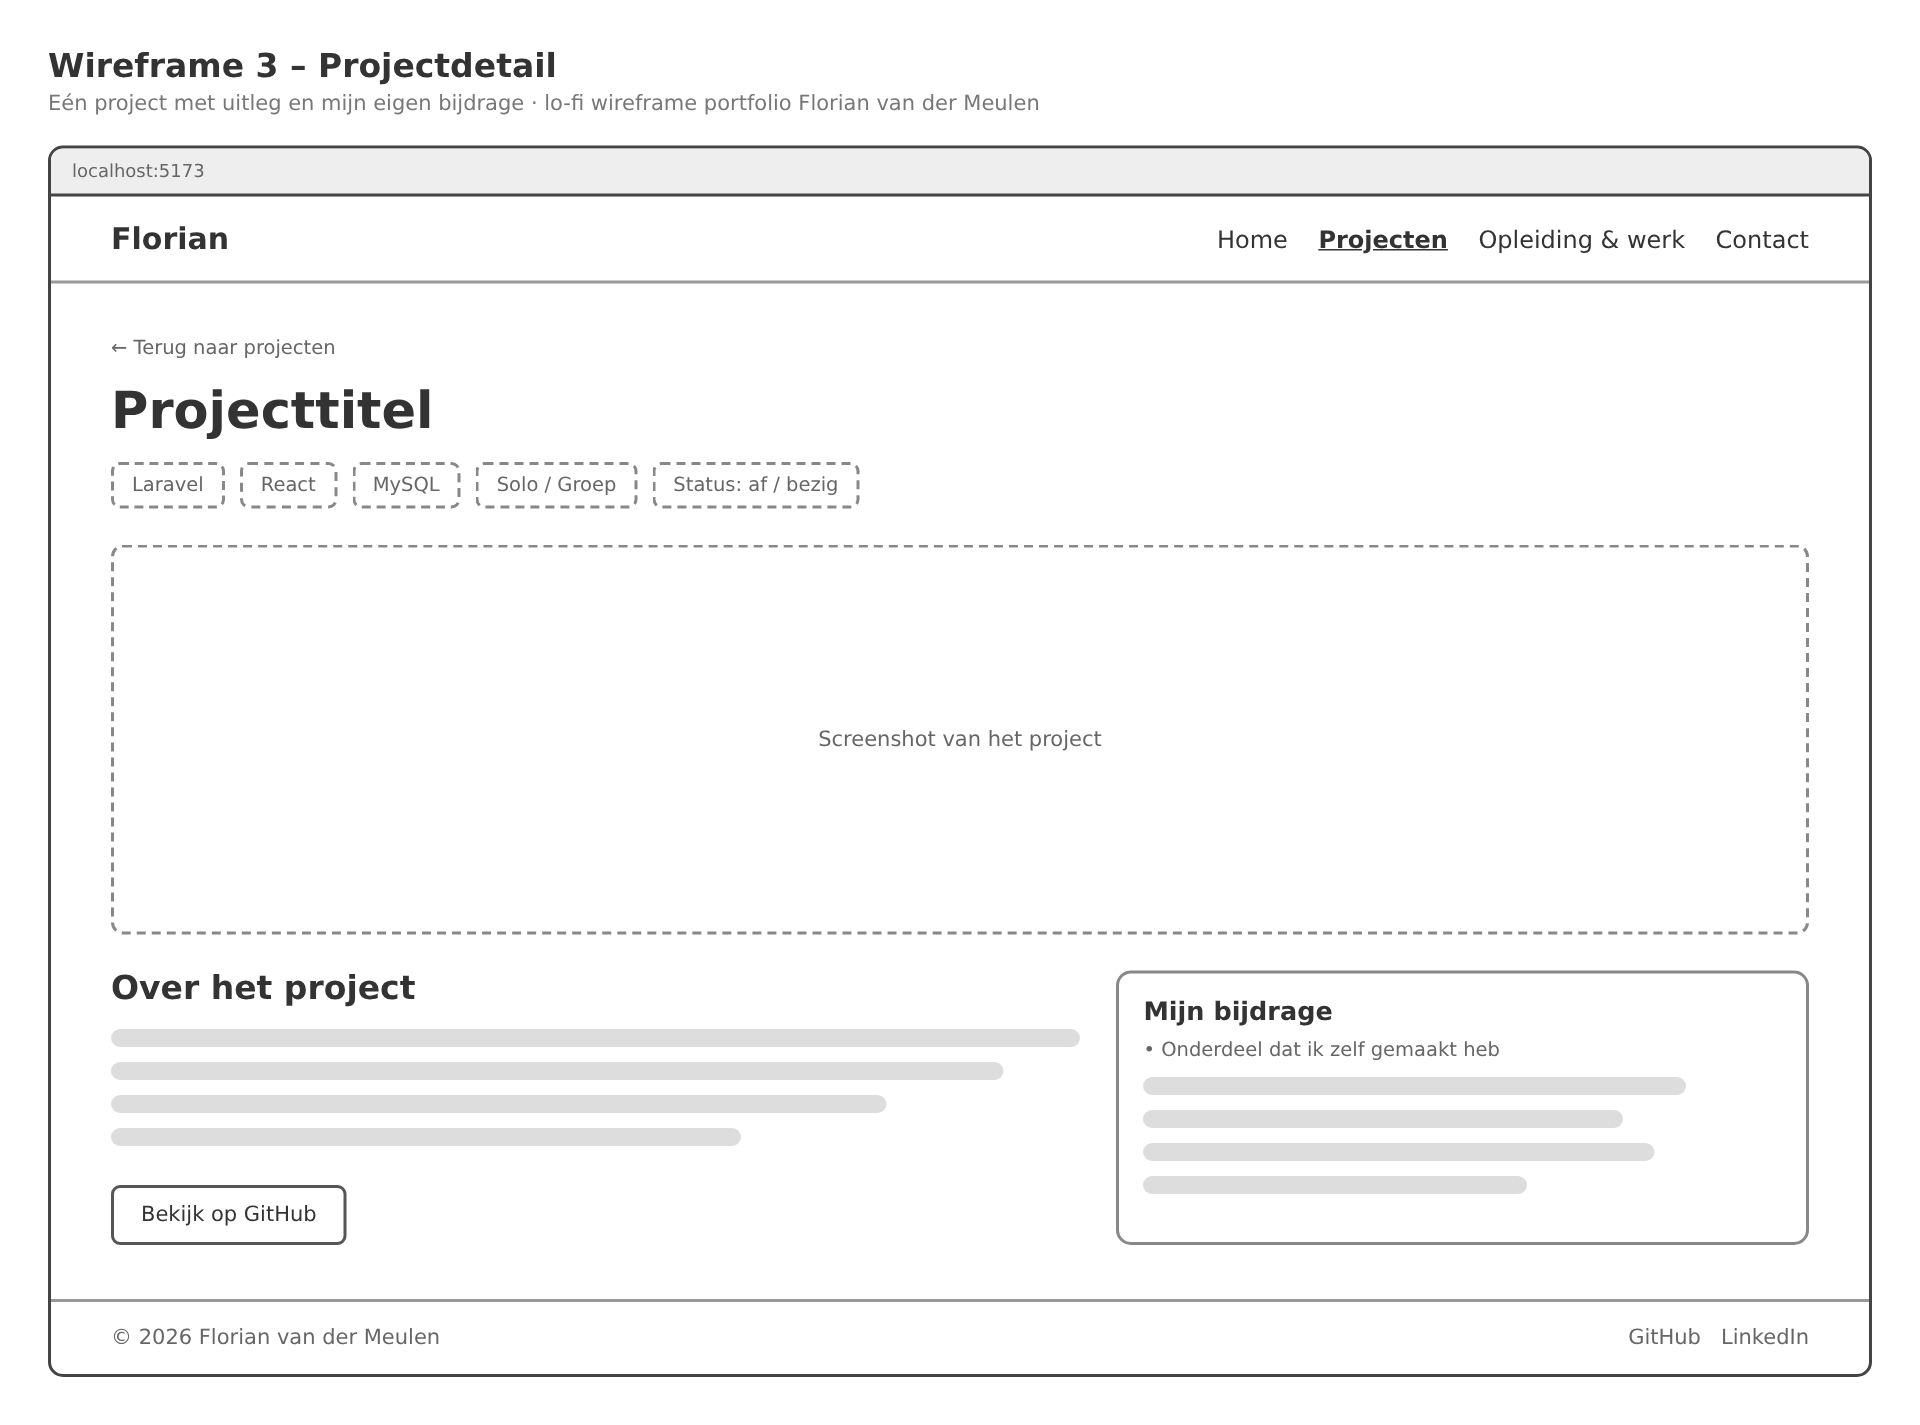 Wireframe 3 – Projectdetail
Eén project met uitleg en mijn eigen bijdrage · lo-fi wireframe portfolio Florian van der Meulen
localhost:5173
Florian
Home Projecten Opleiding & werk Contact
← Terug naar projecten
Projecttitel
Laravel React MySQL Solo / Groep Status: af / bezig
Screenshot van het project
Over het project
Bekijk op GitHub
Mijn bijdrage
• Onderdeel dat ik zelf gemaakt heb
© 2026 Florian van der Meulen
GitHub LinkedIn